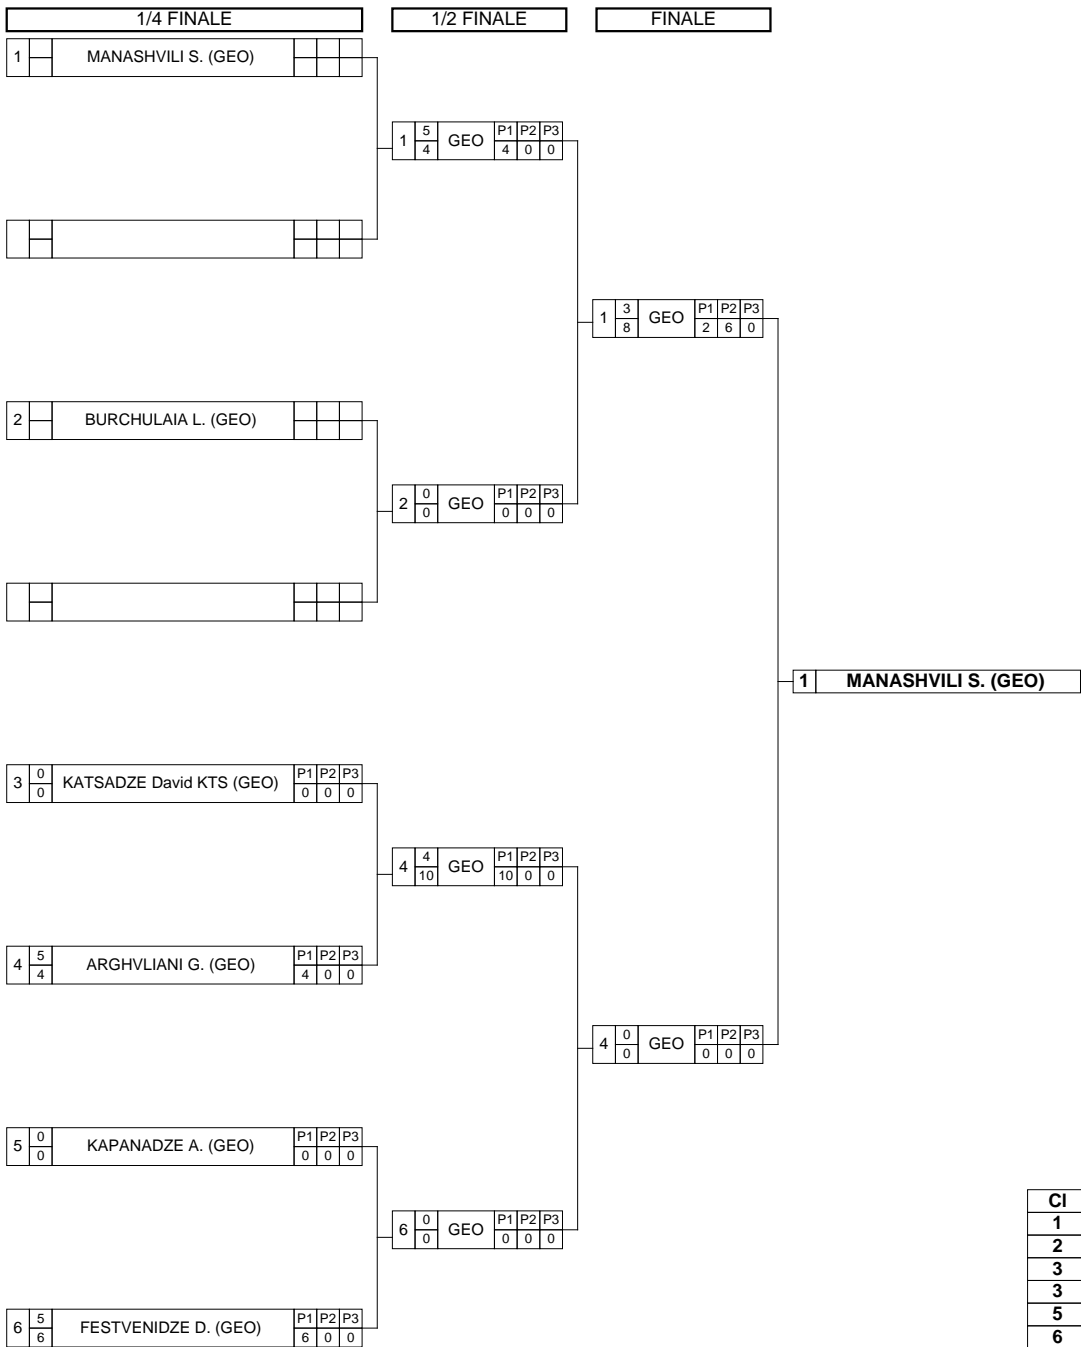 1/4 FINALE 1/2 FINALE FINALE
1 MANASHVILI S. (GEO)
1 5 4 GEO P1 P2 P3 4 0 0
1 3 8 GEO P1 P2 P3 2 6 0
2 BURCHULAIA L. (GEO)
2 0 0 GEO P1 P2 P3 0 0 0
1 MANASHVILI S. (GEO)
3 0 0 KATSADZE David KTS (GEO) P1 P2 P3 0 0 0
4 4 10 GEO P1 P2 P3 10 0 0
4 5 4 ARGHVLIANI G. (GEO) P1 P2 P3 4 0 0
4 0 0 GEO P1 P2 P3 0 0 0
5 0 0 KAPANADZE A. (GEO) P1 P2 P3 0 0 0
6 0 0 GEO P1 P2 P3 0 0 0
6 5 6 FESTVENIDZE D. (GEO) P1 P2 P3 6 0 0
Cl
1
2
3
3
5
6